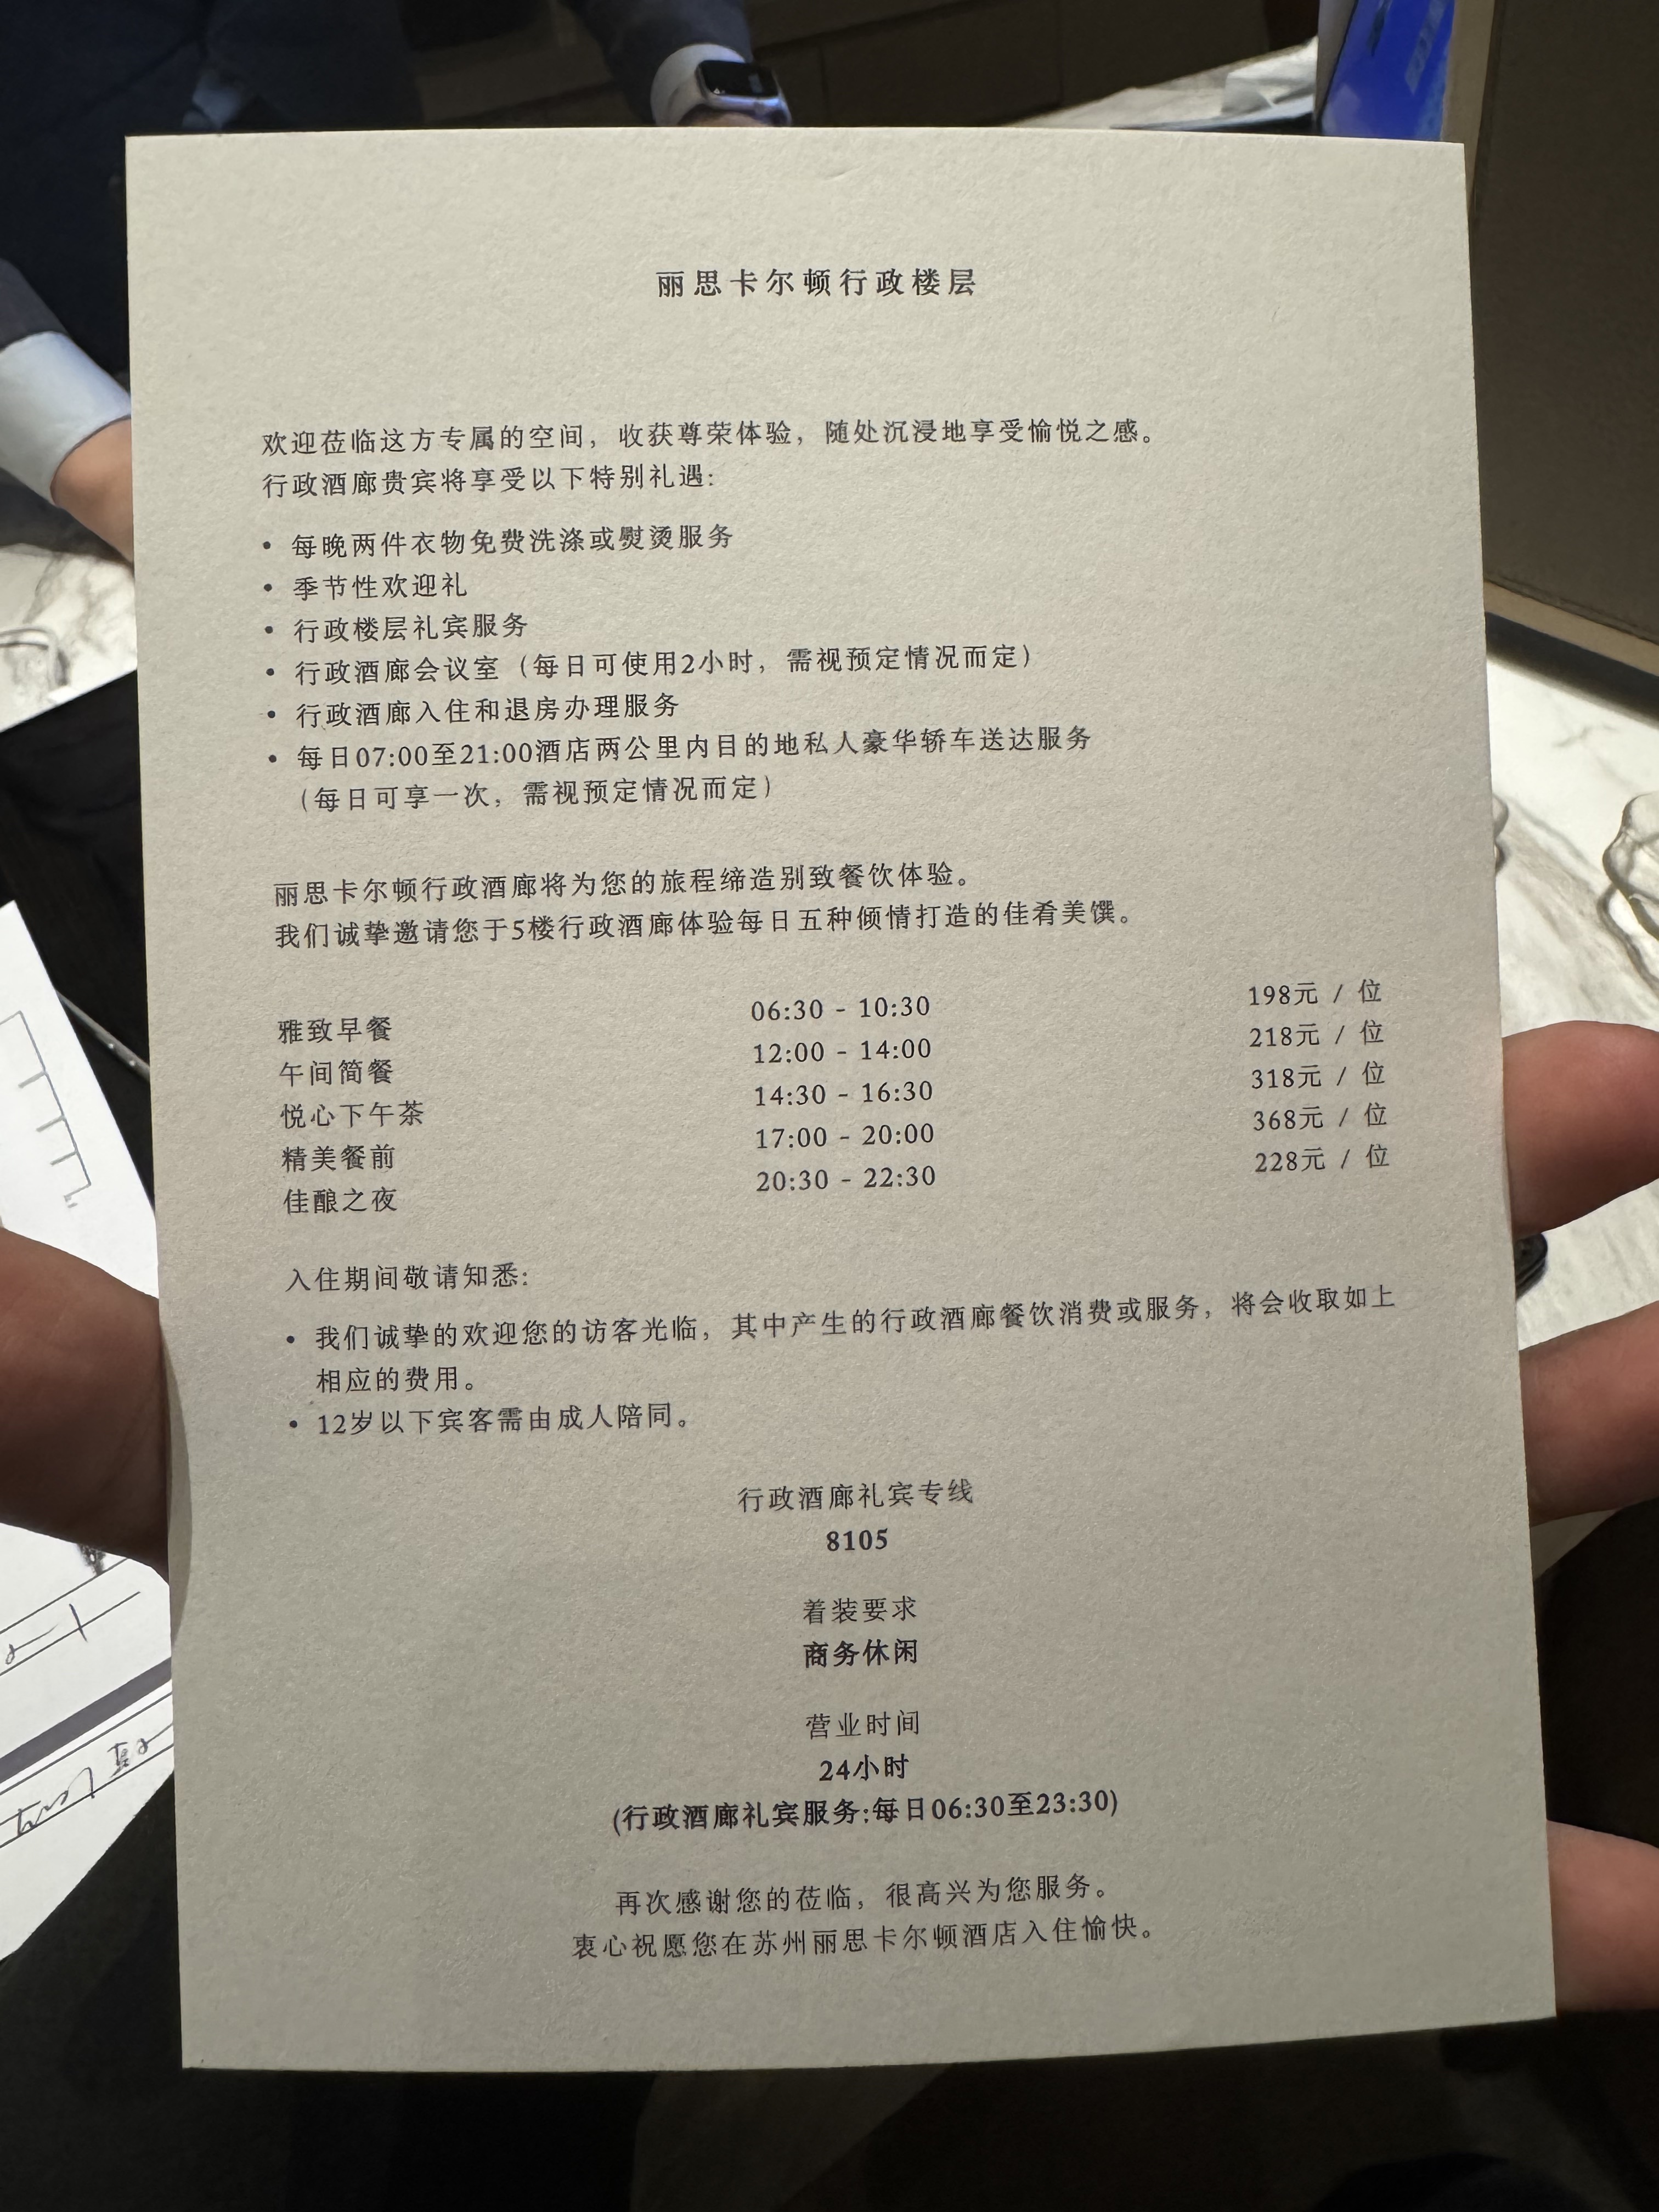 丽思卡尔顿行政楼层
欢迎莅临这方专属的空间，收获尊荣体验，随处沉浸地享受愉悦之感。
行政酒廊贵宾将享受以下特别礼遇:
• 每晚两件衣物免费洗涤或熨烫服务
• 季节性欢迎礼
• 行政楼层礼宾服务
• 行政酒廊会议室（每日可使用2小时，需视预定情况而定）
• 行政酒廊入住和退房办理服务
• 每日07:00至21:00酒店两公里内目的地私人豪华轿车送达服务
（每日可享一次，需视预定情况而定）
丽思卡尔顿行政酒廊将为您的旅程缔造别致餐饮体验。
我们诚挚邀请您于5楼行政酒廊体验每日五种倾情打造的佳肴美馔。
雅致早餐 06:30 - 10:30 198元 / 位
午间简餐 12:00 - 14:00 218元 / 位
悦心下午茶 14:30 - 16:30 318元 / 位
精美餐前 17:00 - 20:00 368元 / 位
佳酿之夜 20:30 - 22:30 228元 / 位
入住期间敬请知悉:
• 我们诚挚的欢迎您的访客光临，其中产生的行政酒廊餐饮消费或服务，将会收取如上
相应的费用。
• 12岁以下宾客需由成人陪同。
行政酒廊礼宾专线
8105
着装要求
商务休闲
营业时间
24小时
(行政酒廊礼宾服务:每日06:30至23:30)
再次感谢您的莅临，很高兴为您服务。
衷心祝愿您在苏州丽思卡尔顿酒店入住愉快。